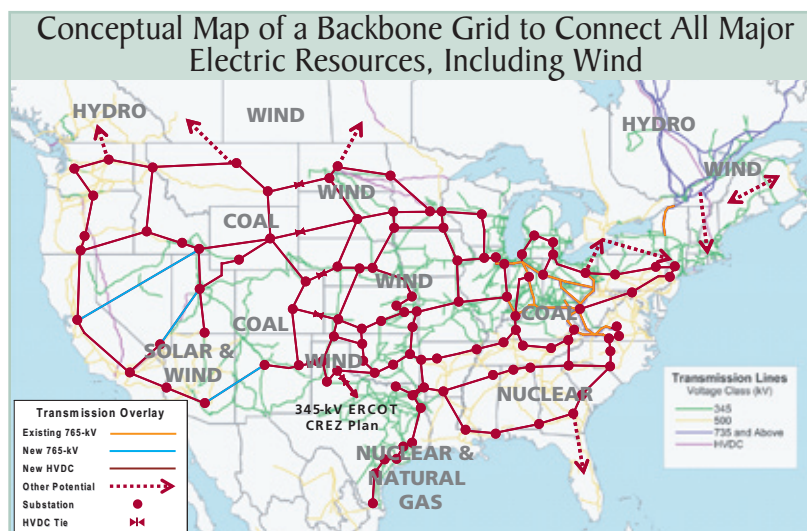 Conceptual Map of a Backbone Grid to Connect All Major
Electric Resources, Including Wind
HYDRO
WIND
HYDRO
WIND
WIND
COAL
WIND
COAL
COAL
SOLAR &
WIND
WIND
NUCLEAR
345-kV ERCOT
CREZ Plan
NUCLEAR &
NATURAL
GAS
Transmission Overlay
Existing 765-kV
New 765-kV
New HVDC
Other Potential
Substation
HVDC Tie
Transmission Lines
Voltage Class (kV)
345
500
735 and Above
HVDC